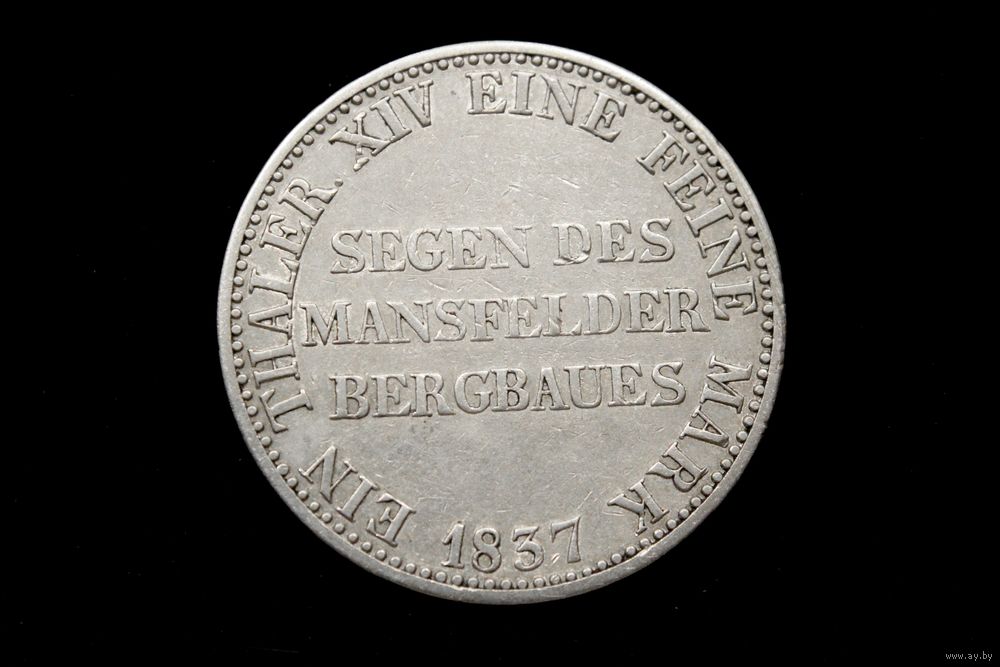 EIN THALER. XIV EINE FEINE MARK
SEGEN DES
MANSFELDER
BERGBAUES
1837
www.ay.by